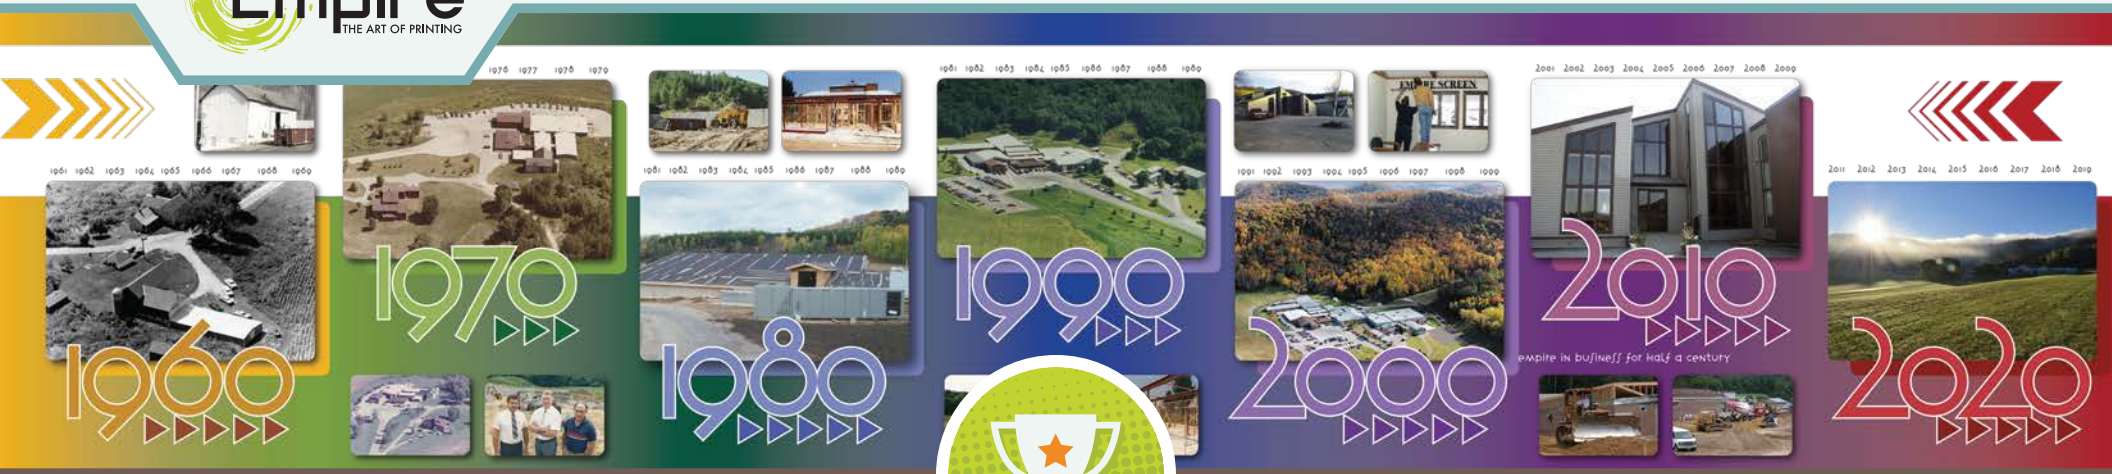 Empire
THE ART OF PRINTING
1976 1977 1978 1979
1981 1982 1983 1984 1985 1986 1987 1988 1989
2001 2002 2003 2004 2005 2006 2007 2008 2009
EMPIRE SCREEN
1961 1962 1963 1964 1965 1966 1967 1968 1969
1981 1982 1983 1984 1985 1986 1987 1988 1989
1991 1992 1993 1994 1995 1996 1997 1998 1999
2011 2012 2013 2014 2015 2016 2017 2018 2019
1970
1990
2010
1960
1980
2000
empire in business for half a century
2020